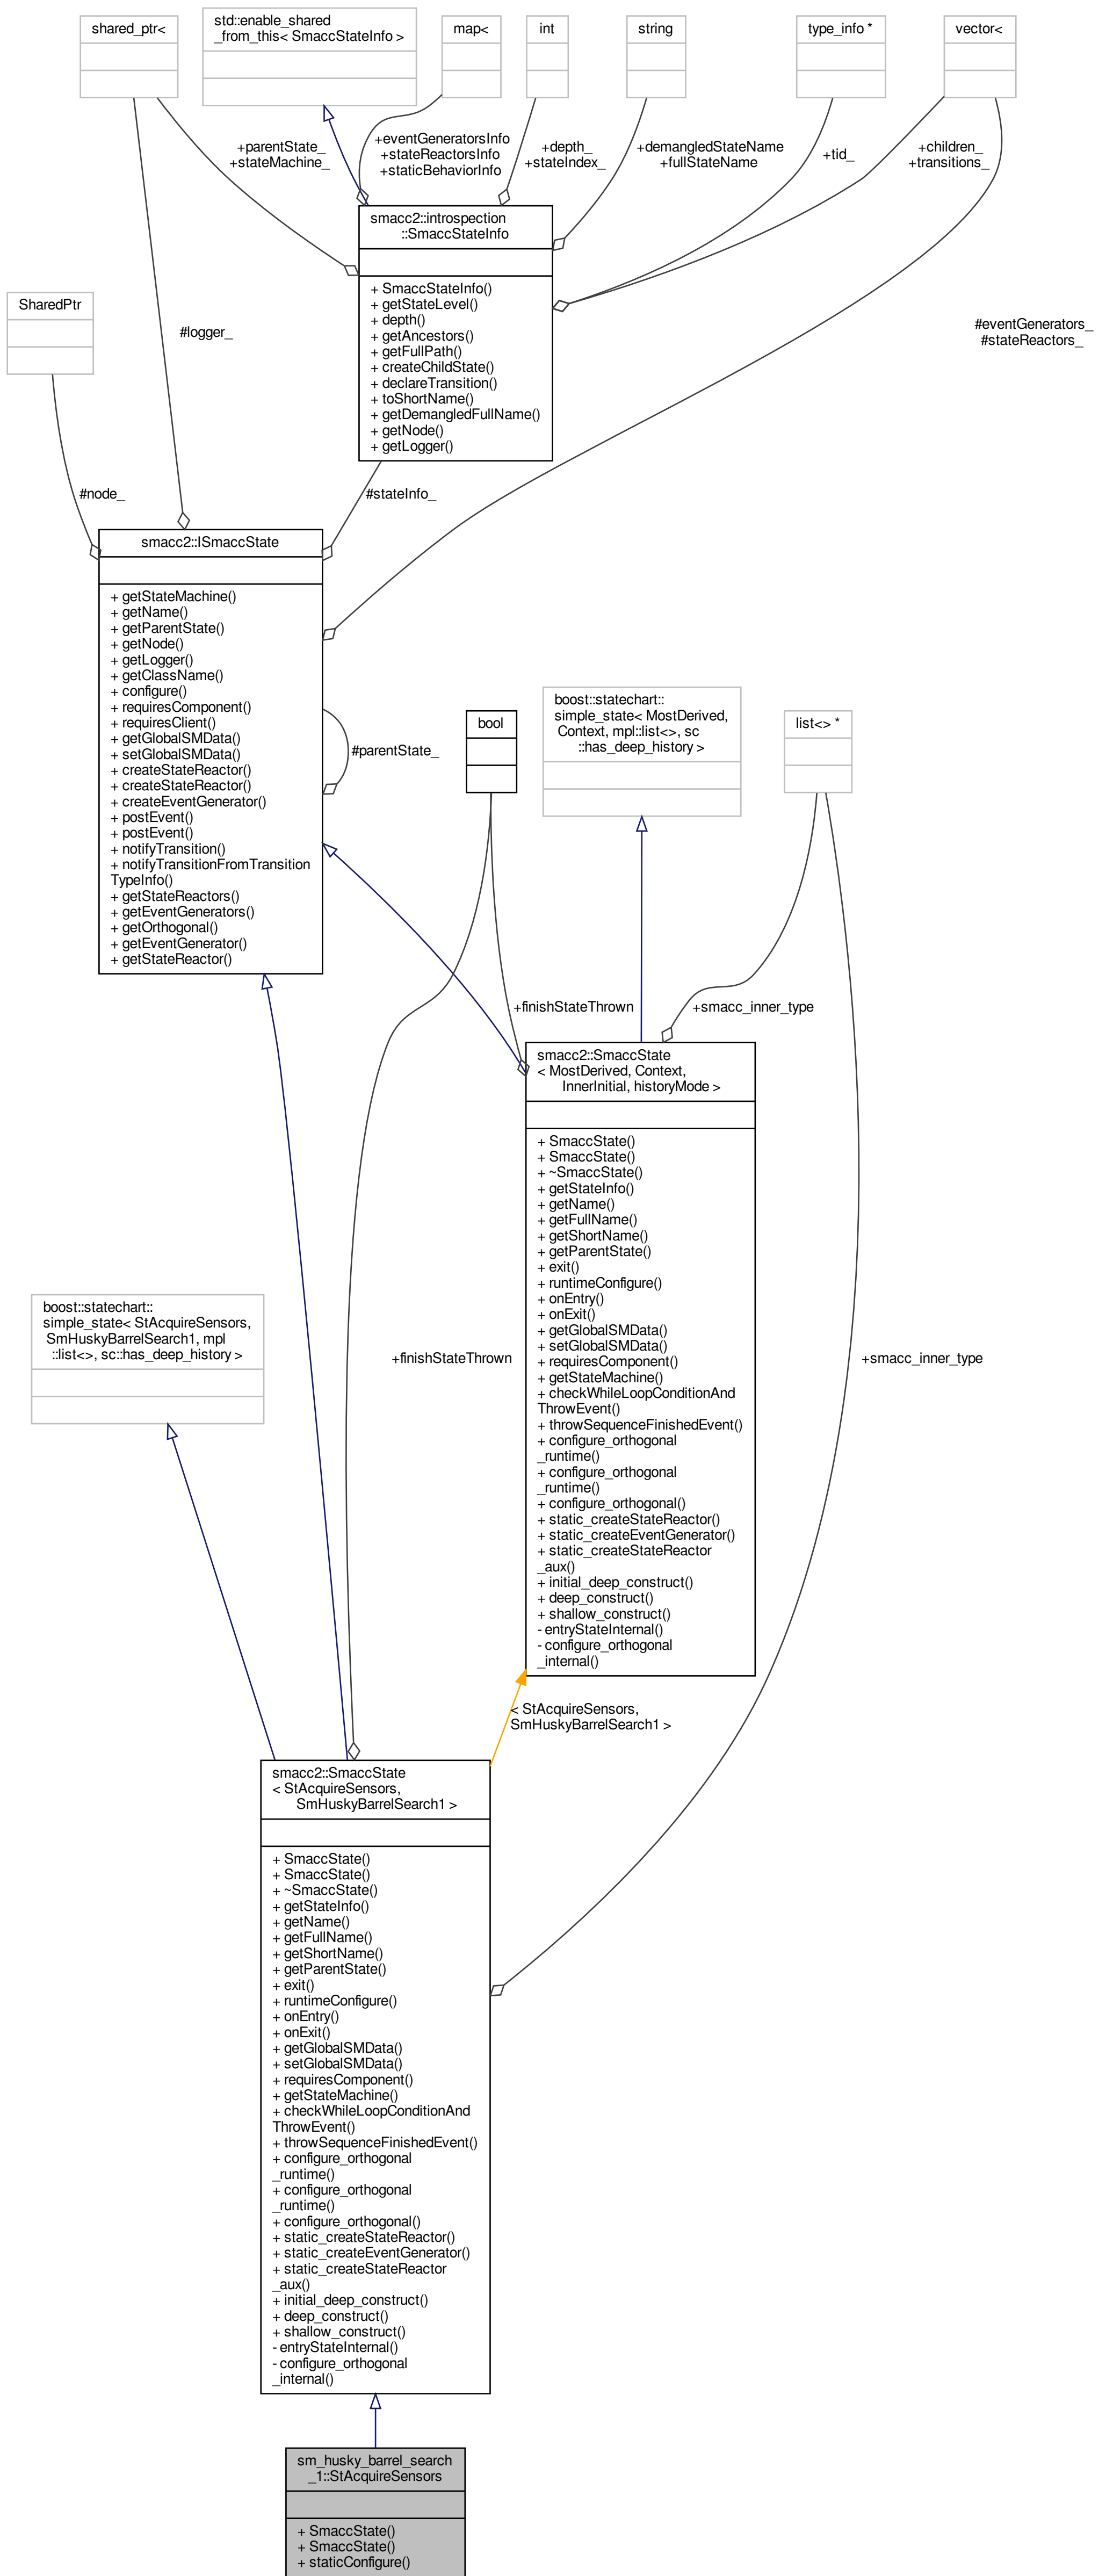 shared_ptr<
std::enable_shared
_from_this< SmaccStateInfo >
map<
int
string
type_info *
vector<
+parentState_
+stateMachine_
+eventGeneratorsInfo
+stateReactorsInfo
+staticBehaviorInfo
+depth_
+stateIndex_
+demangledStateName
+fullStateName
+tid_
+children_
+transitions_
smacc2::introspection
::SmaccStateInfo
+ SmaccStateInfo()
+ getStateLevel()
+ depth()
+ getAncestors()
+ getFullPath()
+ createChildState()
+ declareTransition()
+ toShortName()
+ getDemangledFullName()
+ getNode()
+ getLogger()
SharedPtr
#logger_
#eventGenerators_
#stateReactors_
#node_
#stateInfo_
smacc2::ISmaccState
+ getStateMachine()
+ getName()
+ getParentState()
+ getNode()
+ getLogger()
+ getClassName()
+ configure()
+ requiresComponent()
+ requiresClient()
+ getGlobalSMData()
+ setGlobalSMData()
+ createStateReactor()
+ createStateReactor()
+ createEventGenerator()
+ postEvent()
+ postEvent()
+ notifyTransition()
+ notifyTransitionFromTransition
TypeInfo()
+ getStateReactors()
+ getEventGenerators()
+ getOrthogonal()
+ getEventGenerator()
+ getStateReactor()
#parentState_
bool
boost::statechart::
simple_state< MostDerived,
Context, mpl::list<>, sc
::has_deep_history >
list<> *
+finishStateThrown
+smacc_inner_type
smacc2::SmaccState
< MostDerived, Context,
InnerInitial, historyMode >
+ SmaccState()
+ SmaccState()
+ ~SmaccState()
+ getStateInfo()
+ getName()
+ getFullName()
+ getShortName()
+ getParentState()
+ exit()
+ runtimeConfigure()
+ onEntry()
+ onExit()
+ getGlobalSMData()
+ setGlobalSMData()
+ requiresComponent()
+ getStateMachine()
+ checkWhileLoopConditionAnd
ThrowEvent()
+ throwSequenceFinishedEvent()
+ configure_orthogonal
_runtime()
+ configure_orthogonal
_runtime()
+ configure_orthogonal()
+ static_createStateReactor()
+ static_createEventGenerator()
+ static_createStateReactor
_aux()
+ initial_deep_construct()
+ deep_construct()
+ shallow_construct()
- entryStateInternal()
- configure_orthogonal
_internal()
boost::statechart::
simple_state< StAcquireSensors,
SmHuskyBarrelSearch1, mpl
::list<>, sc::has_deep_history >
+finishStateThrown
+smacc_inner_type
< StAcquireSensors,
SmHuskyBarrelSearch1 >
smacc2::SmaccState
< StAcquireSensors,
SmHuskyBarrelSearch1 >
+ SmaccState()
+ SmaccState()
+ ~SmaccState()
+ getStateInfo()
+ getName()
+ getFullName()
+ getShortName()
+ getParentState()
+ exit()
+ runtimeConfigure()
+ onEntry()
+ onExit()
+ getGlobalSMData()
+ setGlobalSMData()
+ requiresComponent()
+ getStateMachine()
+ checkWhileLoopConditionAnd
ThrowEvent()
+ throwSequenceFinishedEvent()
+ configure_orthogonal
_runtime()
+ configure_orthogonal
_runtime()
+ configure_orthogonal()
+ static_createStateReactor()
+ static_createEventGenerator()
+ static_createStateReactor
_aux()
+ initial_deep_construct()
+ deep_construct()
+ shallow_construct()
- entryStateInternal()
- configure_orthogonal
_internal()
sm_husky_barrel_search
_1::StAcquireSensors
+ SmaccState()
+ SmaccState()
+ staticConfigure()